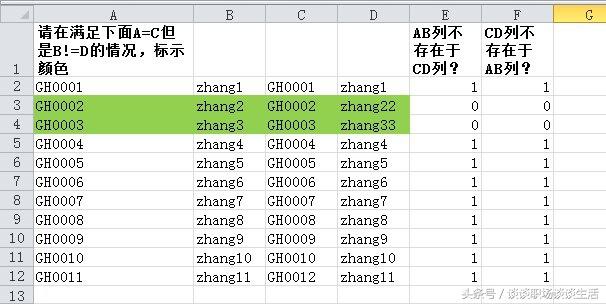 A B C D E F G
1 请在满足下面A=C但是B!=D的情况，标示颜色 AB列不存在于CD列？ CD列不存在于AB列？
2 GH0001 zhang1 GH0001 zhang1 1 1
3 GH0002 zhang2 GH0002 zhang22 0 0
4 GH0003 zhang3 GH0003 zhang33 0 0
5 GH0004 zhang4 GH0004 zhang4 1 1
6 GH0005 zhang5 GH0005 zhang5 1 1
7 GH0006 zhang6 GH0006 zhang6 1 1
8 GH0007 zhang7 GH0007 zhang7 1 1
9 GH0008 zhang8 GH0008 zhang8 1 1
10 GH0009 zhang9 GH0009 zhang9 1 1
11 GH0010 zhang10 GH0010 zhang10 1 1
12 GH0011 zhang11 GH0012 zhang11 1 1
13
头条号 / 谈谈职场谈谈生活